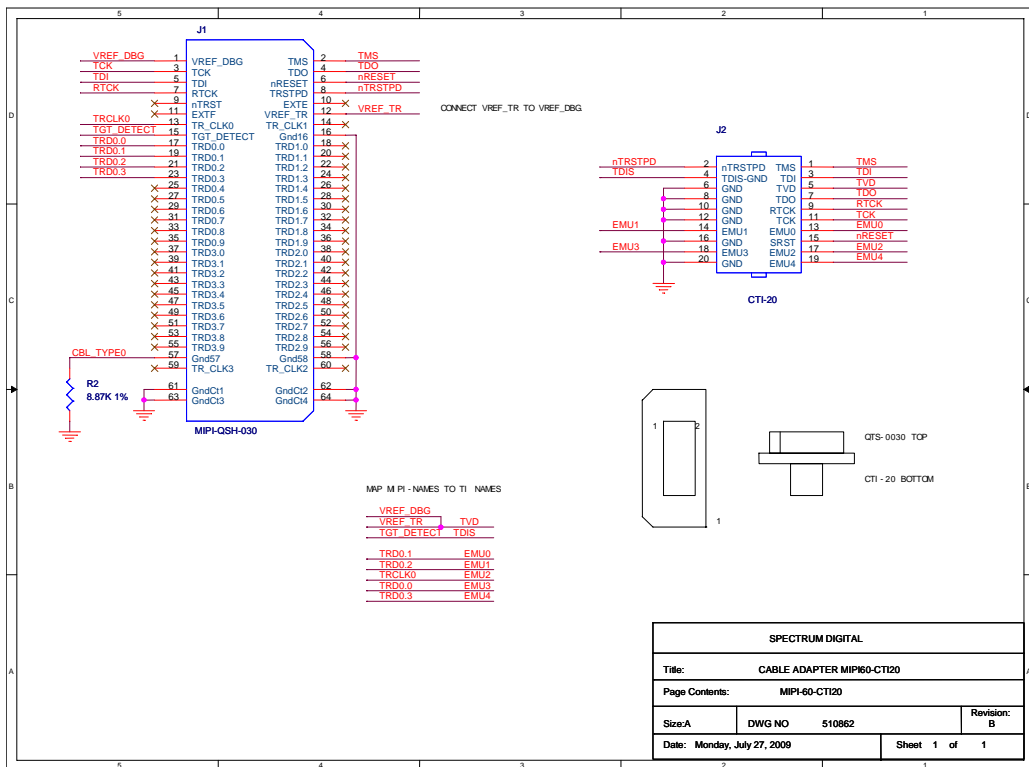 5 4 3 2 1
D
C
B
A
J1
VREF_DBG 1 VREF_DBG TMS 2 TMS
TCK 3 TCK TDO 4 TDO
TDI 5 TDI nRESET 6 nRESET
RTCK 7 RTCK TRSTPD 8 nTRSTPD
9 nTRST EXTE 10
11 EXTF VREF_TR 12 VREF_TR
TRCLK0 13 TR_CLK0 TR_CLK1 14
TGT_DETECT 15 TGT_DETECT Gnd16 16
TRD0.0 17 TRD0.0 TRD1.0 18
TRD0.1 19 TRD0.1 TRD1.1 20
TRD0.2 21 TRD0.2 TRD1.2 22
TRD0.3 23 TRD0.3 TRD1.3 24
25 TRD0.4 TRD1.4 26
27 TRD0.5 TRD1.5 28
29 TRD0.6 TRD1.6 30
31 TRD0.7 TRD1.7 32
33 TRD0.8 TRD1.8 34
35 TRD0.9 TRD1.9 36
37 TRD3.0 TRD2.0 38
39 TRD3.1 TRD2.1 40
41 TRD3.2 TRD2.2 42
43 TRD3.3 TRD2.3 44
45 TRD3.4 TRD2.4 46
47 TRD3.5 TRD2.5 48
49 TRD3.6 TRD2.6 50
51 TRD3.7 TRD2.7 52
53 TRD3.8 TRD2.8 54
55 TRD3.9 TRD2.9 56
CBL_TYPE0 57 Gnd57 Gnd58 58
59 TR_CLK3 TR_CLK2 60
61 GndCt1 GndCt2 62
63 GndCt3 GndCt4 64
MIPI-QSH-030
R2
8.87K 1%
CONNECT VREF_TR TO VREF_DBG
J2
nTRSTPD 2 nTRSTPD TMS 1 TMS
TDIS 4 TDIS-GND TDI 3 TDI
6 GND TVD 5 TVD
8 GND TDO 7 TDO
10 GND RTCK 9 RTCK
12 GND TCK 11 TCK
EMU1 14 EMU1 EMU0 13 EMU0
16 GND SRST 15 nRESET
EMU3 18 EMU3 EMU2 17 EMU2
20 GND EMU4 19 EMU4
CTI-20
1 2
1
QTS-0030 TOP
CTI-20 BOTTOM
MAP MIPI-NAMES TO TI NAMES
VREF_DBG
VREF_TR TVD
TGT_DETECT TDIS
TRD0.1 EMU0
TRD0.2 EMU1
TRCLK0 EMU2
TRD0.0 EMU3
TRD0.3 EMU4
SPECTRUM DIGITAL
Title: CABLE ADAPTER MIPI60-CTI20
Page Contents: MIPI-60-CTI20
Size:A DWG NO 510862 Revision: B
Date: Monday, July 27, 2009 Sheet 1 of 1
D
C
B
A
5 4 3 2 1